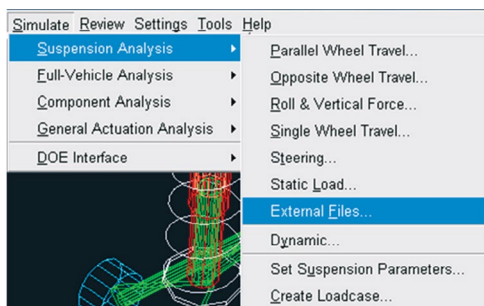 Simulate Review Settings Tools Help
Suspension Analysis
Full-Vehicle Analysis
Component Analysis
General Actuation Analysis
DOE Interface
Parallel Wheel Travel...
Opposite Wheel Travel...
Roll & Vertical Force...
Single Wheel Travel...
Steering...
Static Load...
External Files...
Dynamic...
Set Suspension Parameters...
Create Loadcase...